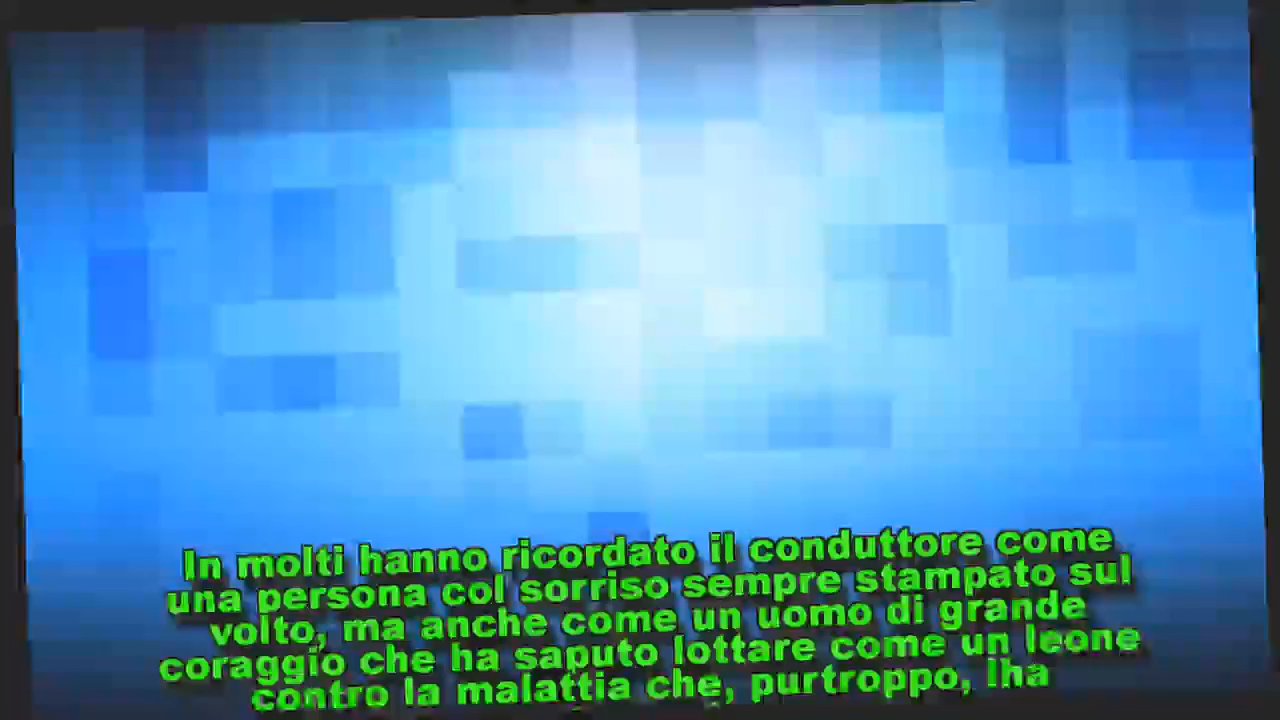 In molti hanno ricordato il conduttore come
una persona col sorriso sempre stampato sul
volto, ma anche come un uomo di grande
coraggio che ha saputo lottare come un leone
contro la malattia che, purtroppo, lha